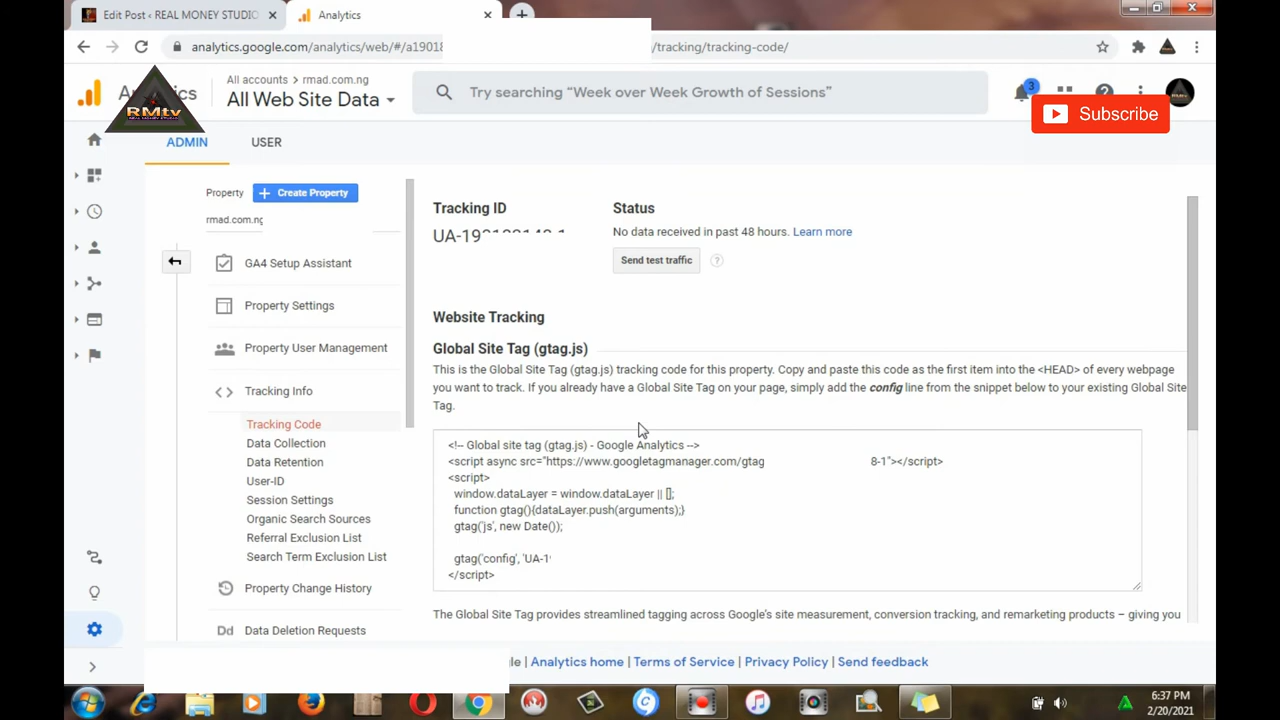 Edit Post ‹ REAL MONEY STUDIO
Analytics
analytics.google.com/analytics/web/#/a19018
/tracking/tracking-code/
All accounts > rmad.com.ng
All Web Site Data
Try searching “Week over Week Growth of Sessions”
3
RMtv
REAL MONEY STUDIO
Subscribe
ADMIN
USER
Property
+ Create Property
rmad.com.ng
GA4 Setup Assistant
Property Settings
Property User Management
<> Tracking Info
Tracking Code
Data Collection
Data Retention
User-ID
Session Settings
Organic Search Sources
Referral Exclusion List
Search Term Exclusion List
Property Change History
Dd Data Deletion Requests
Tracking ID
UA-19
Status
No data received in past 48 hours. Learn more
Send test traffic ?
Website Tracking
Global Site Tag (gtag.js)
This is the Global Site Tag (gtag.js) tracking code for this property. Copy and paste this code as the first item into the <HEAD> of every webpage
you want to track. If you already have a Global Site Tag on your page, simply add the config line from the snippet below to your existing Global Site
Tag.
<!-- Global site tag (gtag.js) - Google Analytics -->
<script async src="https://www.googletagmanager.com/gtag 8-1"></script>
<script>
window.dataLayer = window.dataLayer || [];
function gtag(){dataLayer.push(arguments);}
gtag('js', new Date());
gtag('config', 'UA-1
</script>
The Global Site Tag provides streamlined tagging across Google's site measurement, conversion tracking, and remarketing products – giving you
Analytics home | Terms of Service | Privacy Policy | Send feedback
6:37 PM
2/20/2021